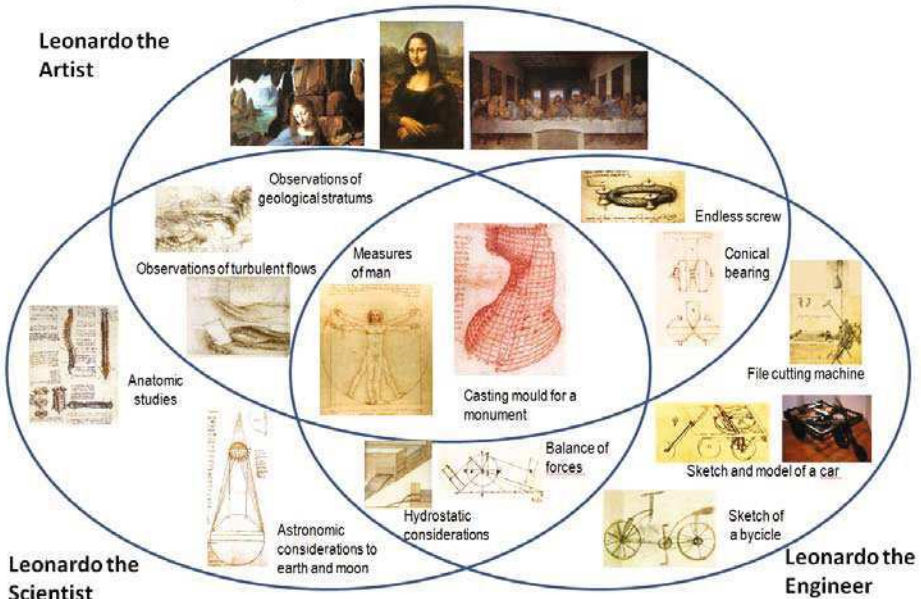 Leonardo the
Artist
Observations of
geological stratums
Endless screw
Measures
of man
Conical
bearing
Observations of turbulent flows
File cutting machine
Anatomic
studies
Casting mould for a
monument
Balance of
forces
Sketch and model of a car
Hydrostatic
considerations
Sketch of
a bycicle
Astronomic
considerations to
earth and moon
Leonardo the
Scientist
Leonardo the
Engineer